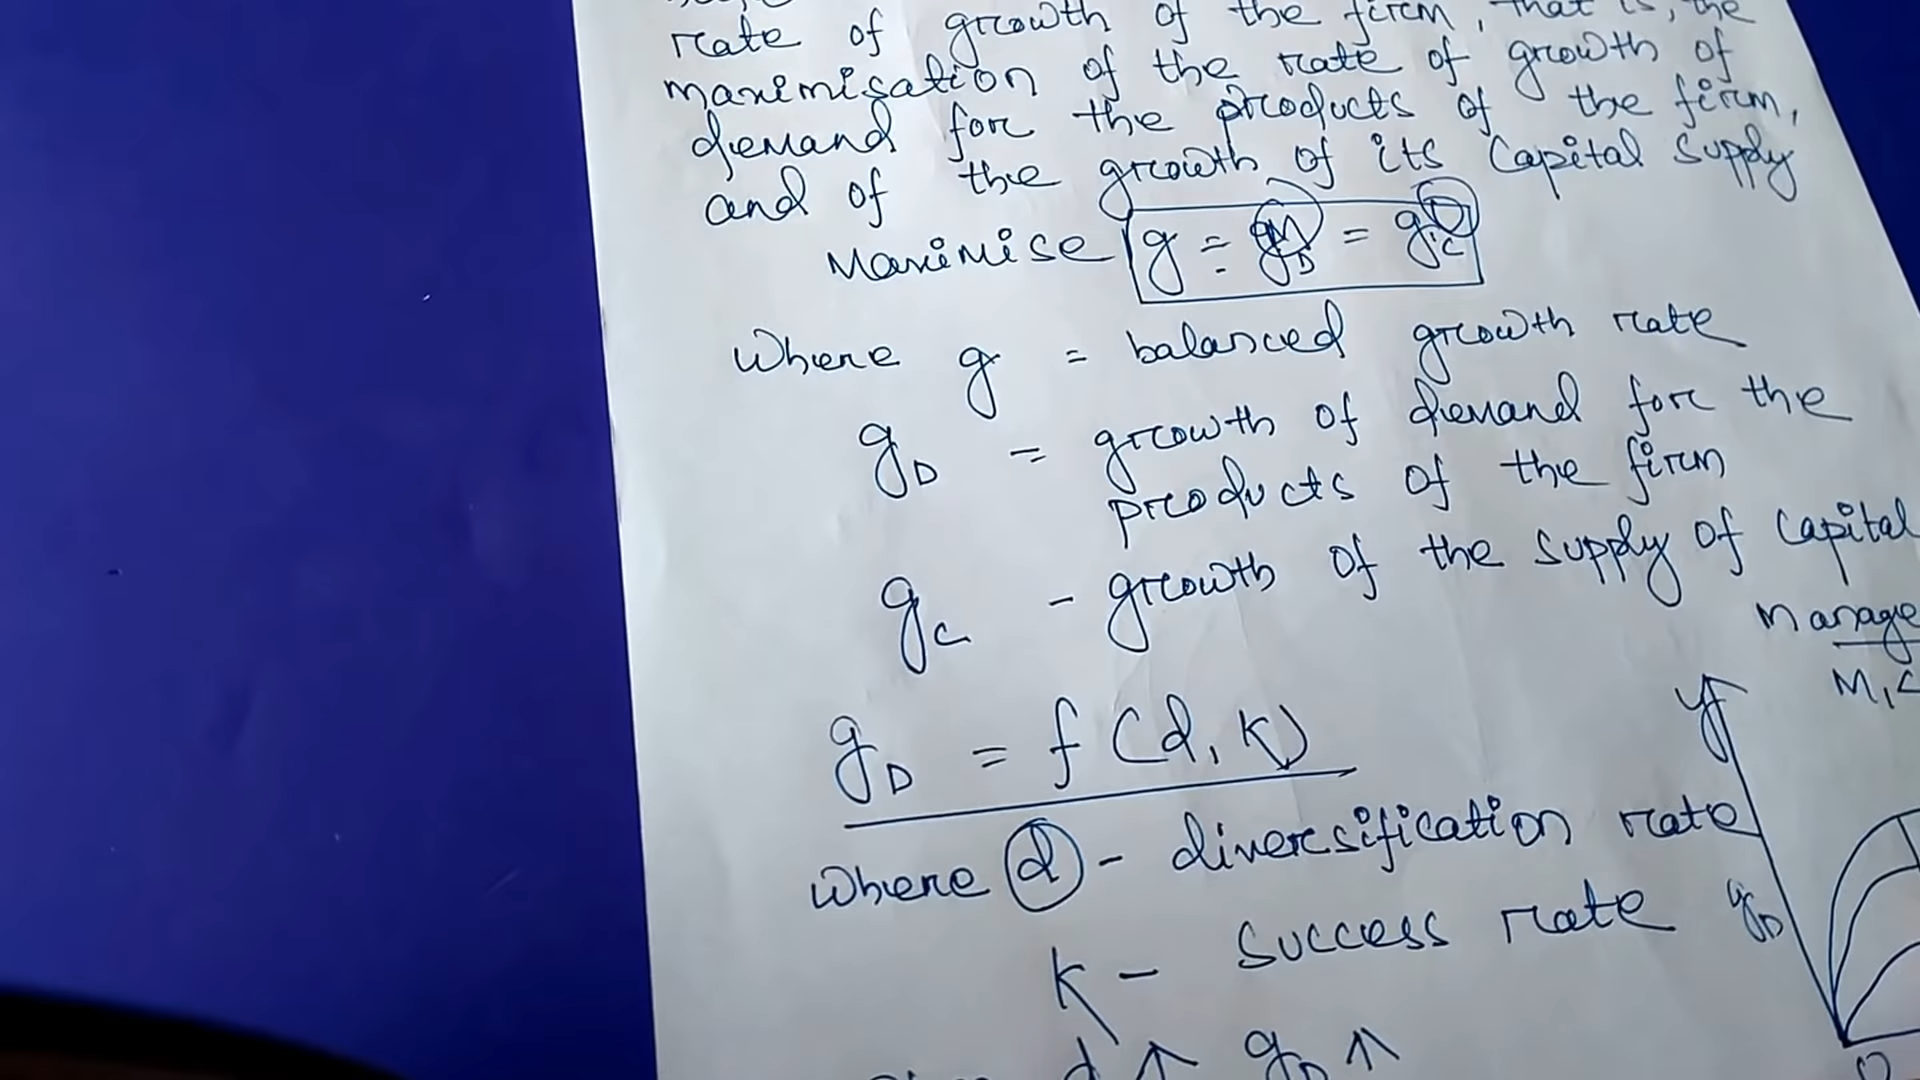 rate of growth of the firm, that is, the
maximisation of the rate of growth of
demand for the products of the firm,
and of the growth of its capital supply
Maximise g = gD = gC
where g = balanced growth rate
gD = growth of demand for the
products of the firm
gC - growth of the supply of capital
Manage
M, C
gD = f (d, K)
where d - diversification rate
K - success rate
gD
d ↑ gD ↑